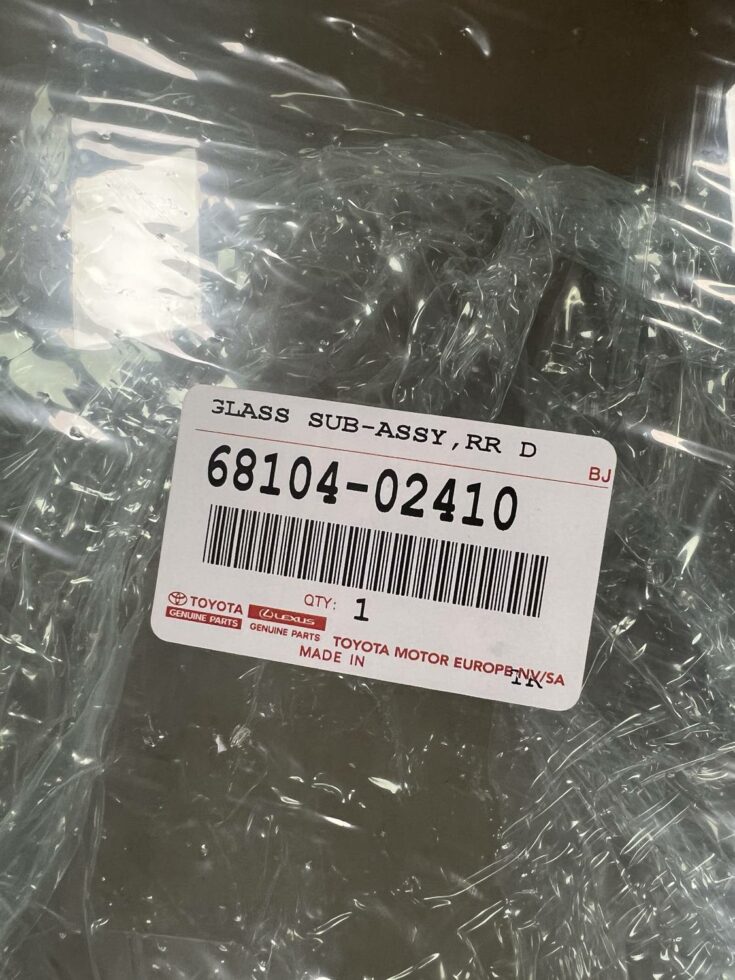 GLASS SUB-ASSY,RR D
BJ
68104-02410
QTY: 1
TOYOTA
GENUINE PARTS
LEXUS
GENUINE PARTS
TOYOTA MOTOR EUROPE NV/SA
MADE IN TR